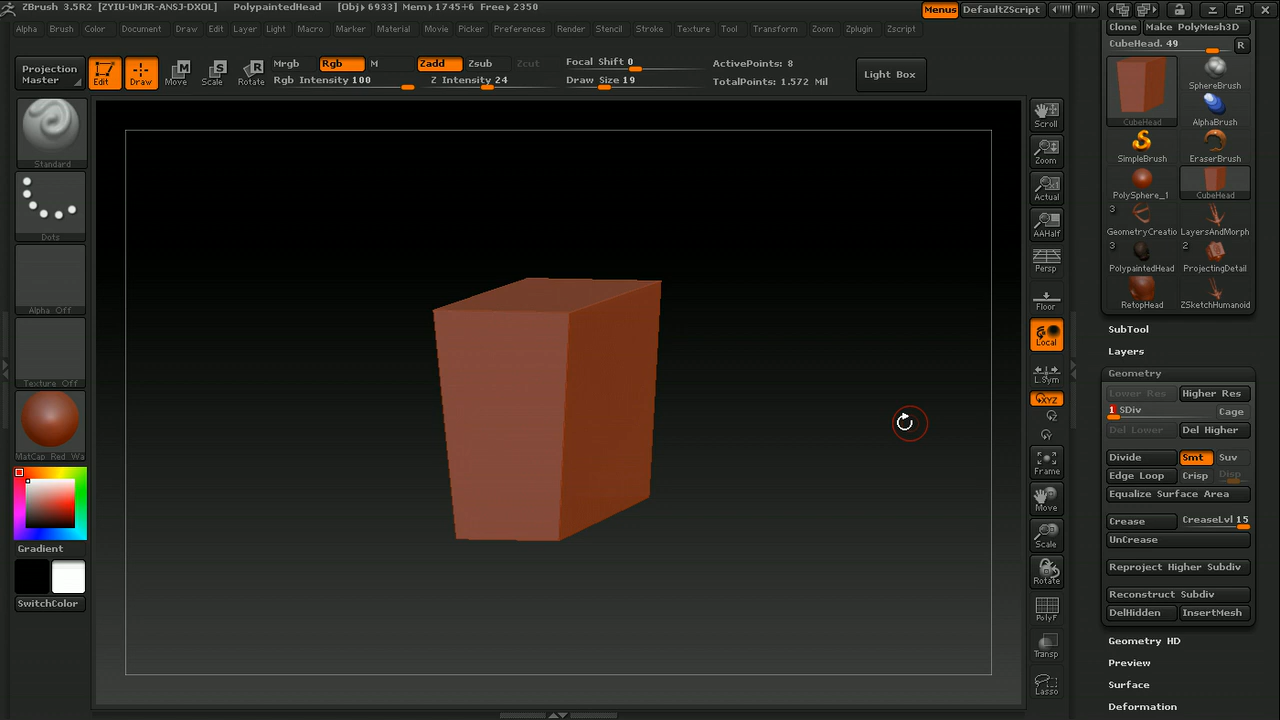 ZBrush 3.5R2 [ZYIU-UMJR-ANSJ-DXOL] PolypaintedHead [Obj▸6933] Mem▸1745+6 Free▸2350 Menus DefaultZScript
Alpha Brush Color Document Draw Edit Layer Light Macro Marker Material Movie Picker Preferences Render Stencil Stroke Texture Tool Transform Zoom Zplugin Zscript
Projection Master
Edit Draw Move Scale Rotate
Mrgb Rgb M
Rgb Intensity 100
Zadd Zsub Zcut
Z Intensity 24
Focal Shift 0
Draw Size 19
ActivePoints: 8
TotalPoints: 1.572 Mil
Light Box
Standard
Dots
Alpha Off
Texture Off
MatCap Red Wa
Gradient
SwitchColor
Scroll
Zoom
Actual
AAHalf
Persp
Floor
Local
L.Sym
XYZ
Z
Y
Frame
Move
Scale
Rotate
PolyF
Transp
Lasso
Clone Make PolyMesh3D
CubeHead. 49 R
CubeHead SphereBrush
AlphaBrush
SimpleBrush EraserBrush
PolySphere_1 CubeHead
3 GeometryCreatio LayersAndMorph
3 PolypaintedHead 2 ProjectingDetail
RetopHead ZSketchHumanoid
SubTool
Layers
Geometry
Lower Res Higher Res
1 SDiv Cage
Del Lower Del Higher
Divide Smt Suv
Edge Loop Crisp Disp
Equalize Surface Area
Crease CreaseLvl 15
UnCrease
Reproject Higher Subdiv
Reconstruct Subdiv
DelHidden InsertMesh
Geometry HD
Preview
Surface
Deformation